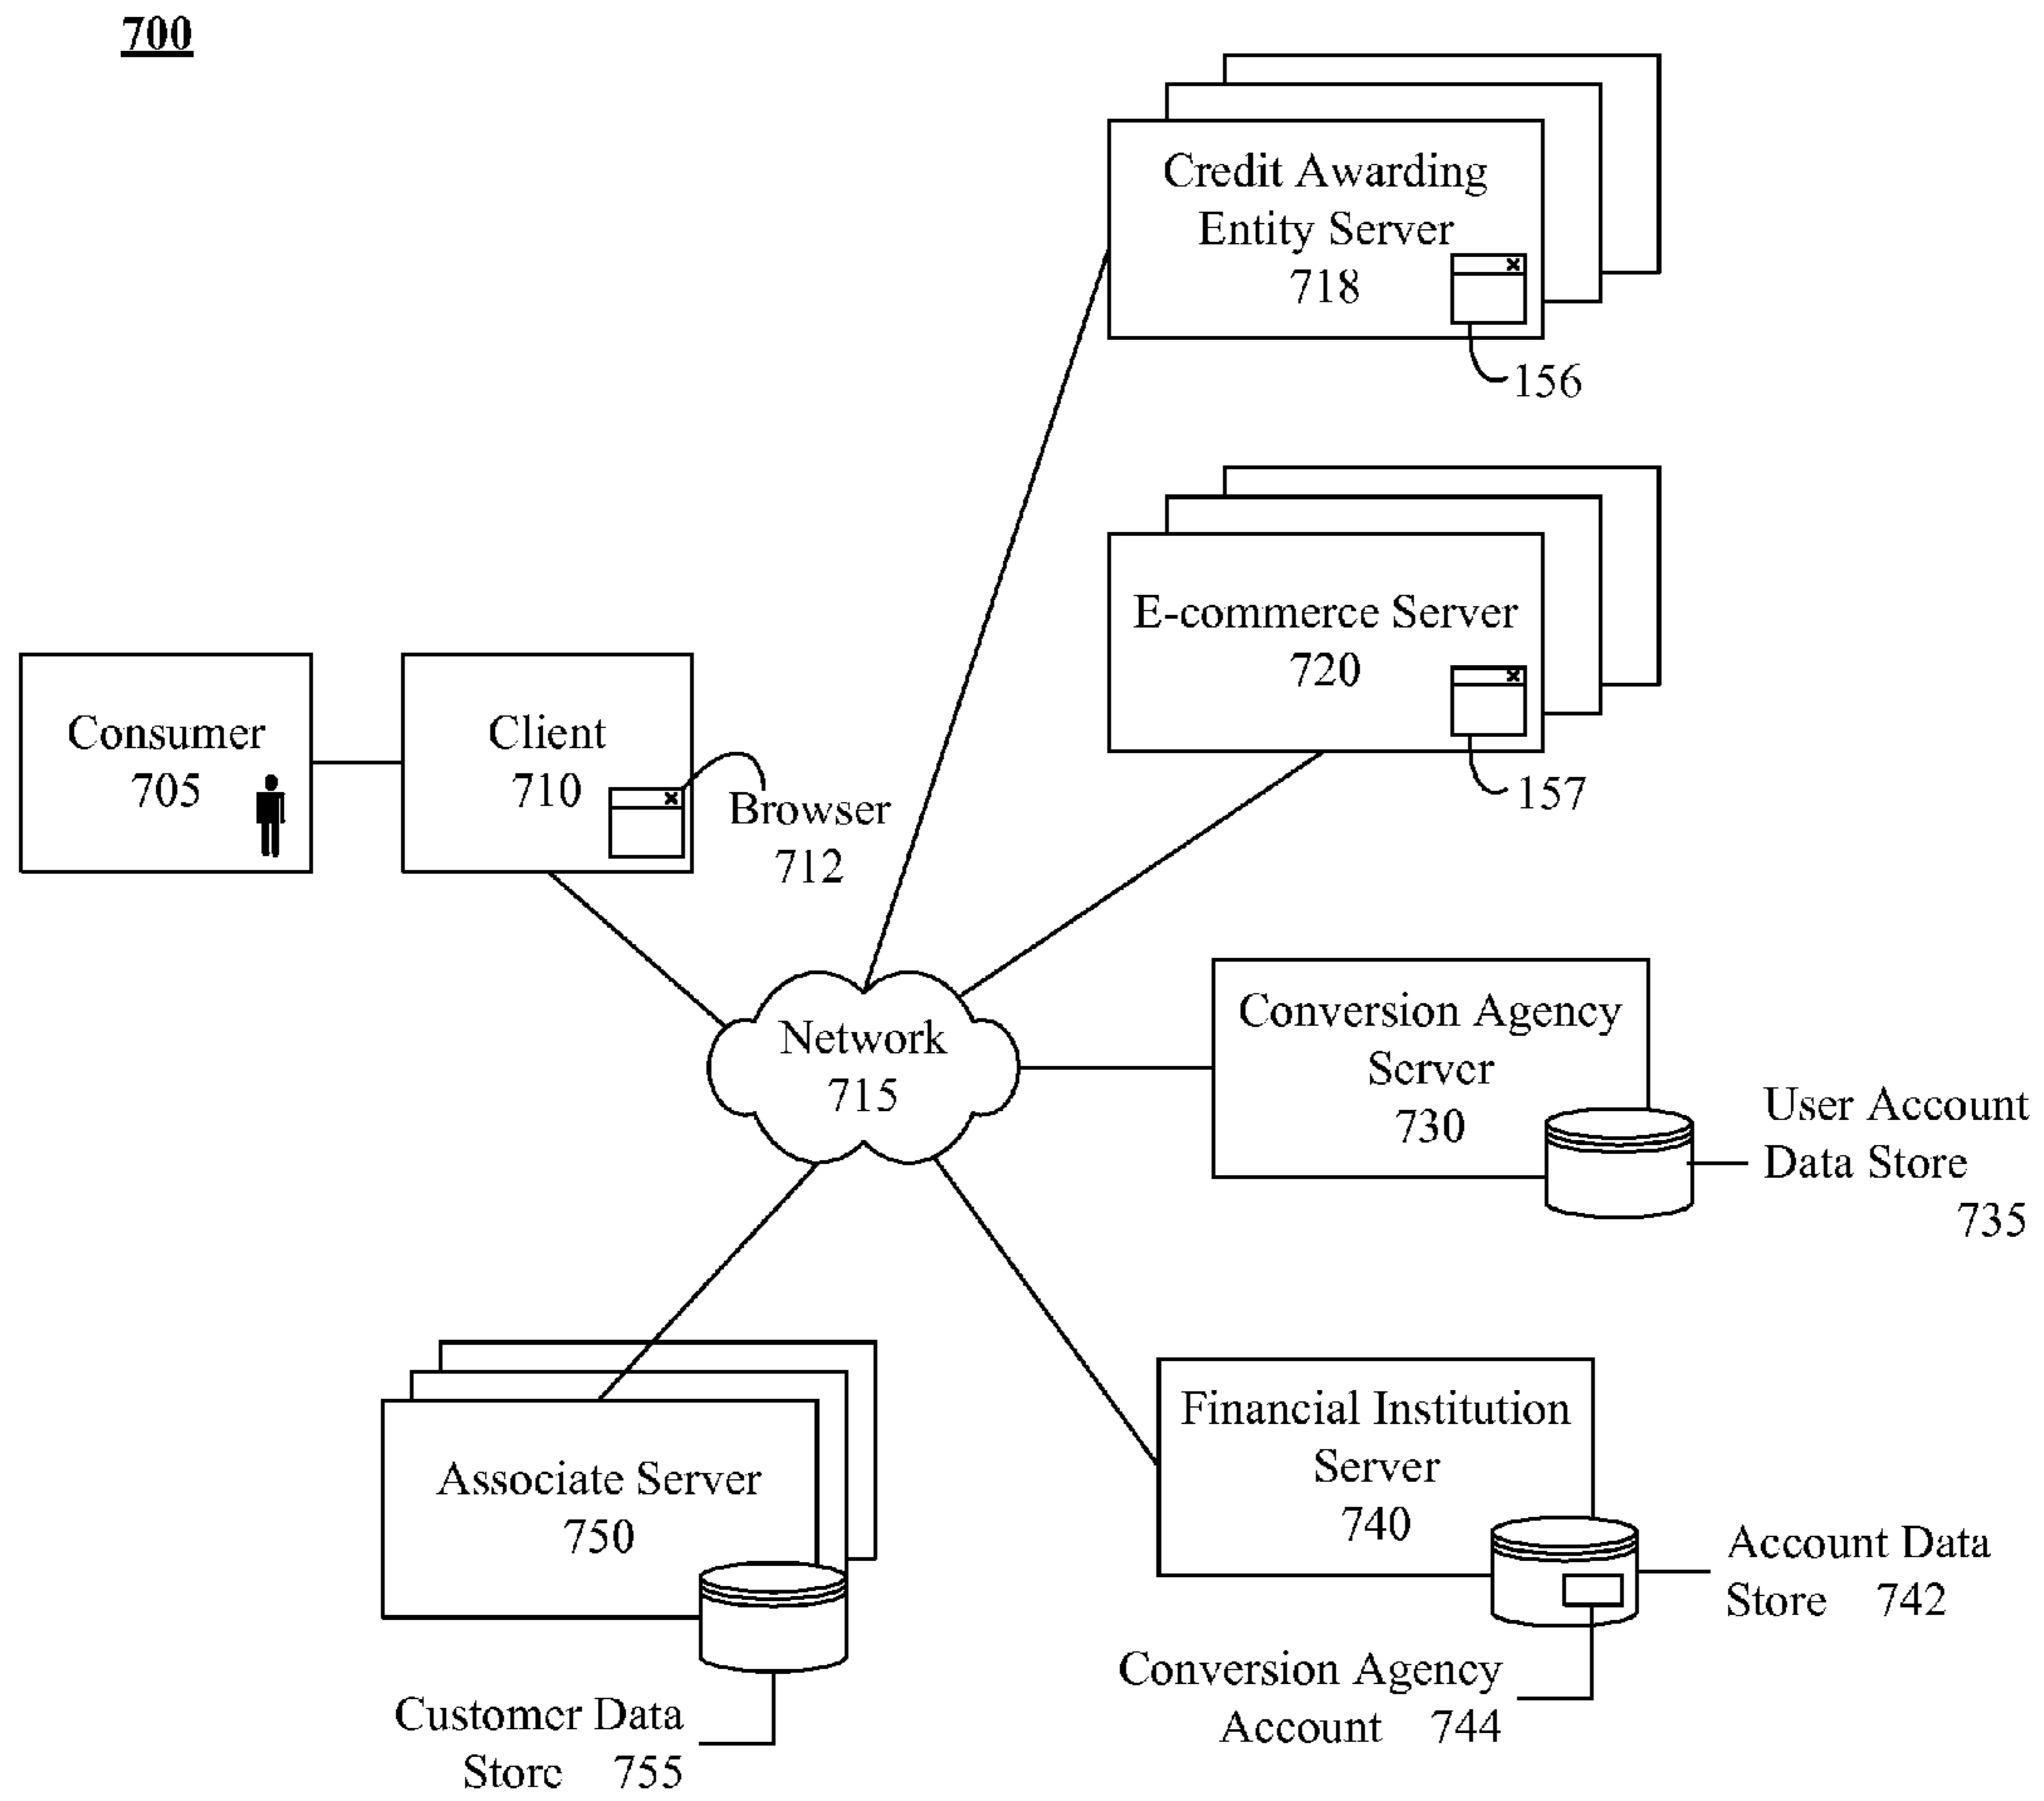 700
Credit Awarding
Entity Server
718
156
E-commerce Server
720
157
Consumer
705
Client
710
Browser
712
Network
715
Conversion Agency
Server
730
User Account
Data Store
735
Associate Server
750
Customer Data
Store 755
Financial Institution
Server
740
Account Data
Store 742
Conversion Agency
Account 744